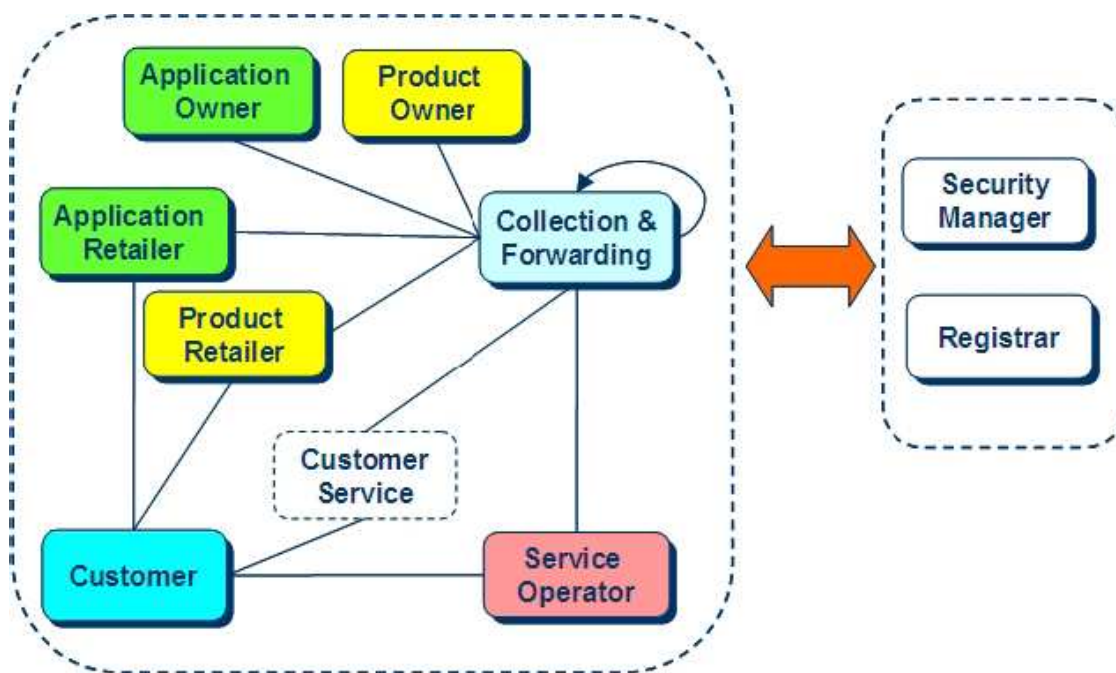 Application
Owner
Product
Owner
Application
Retailer
Collection &
Forwarding
Product
Retailer
Customer
Service
Customer
Service
Operator
Security
Manager
Registrar